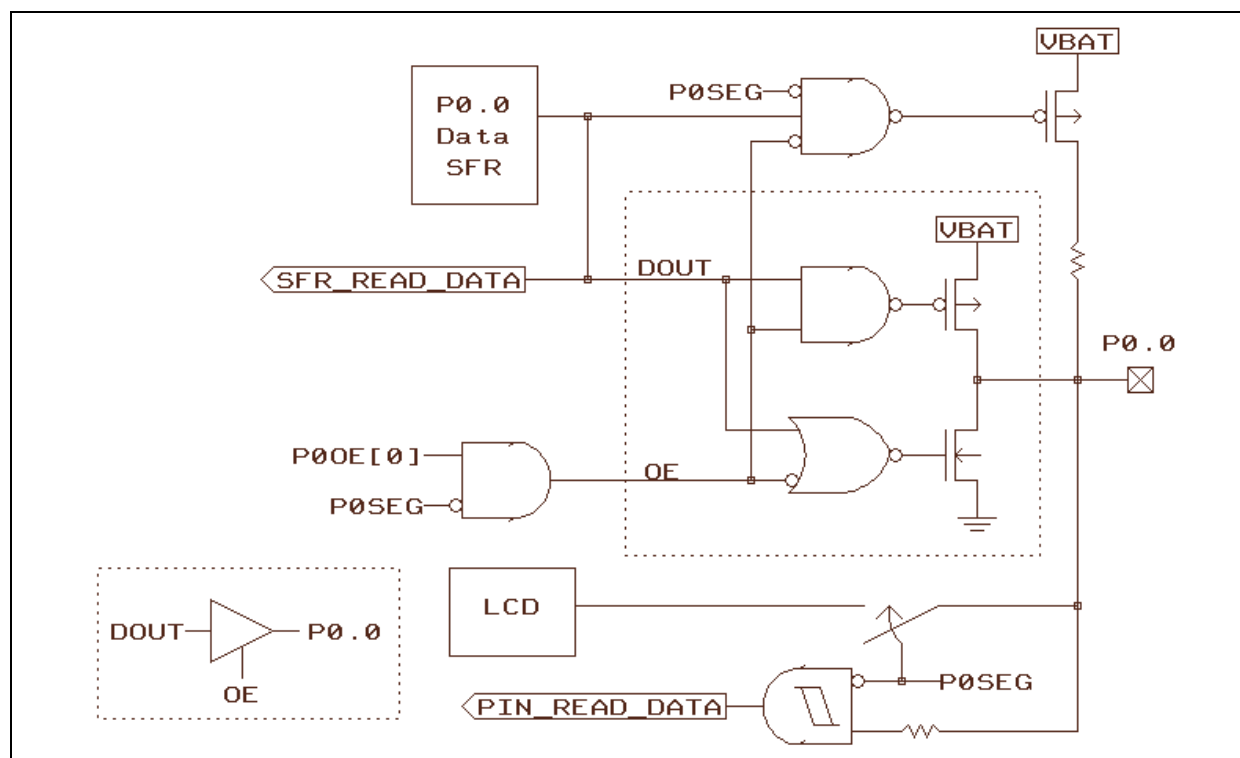 VBAT
P0SEG
P0.0
Data
SFR
VBAT
DOUT
SFR_READ_DATA
P0.0
P0OE[0]
OE
P0SEG
LCD
DOUT
P0.0
OE
P0SEG
PIN_READ_DATA